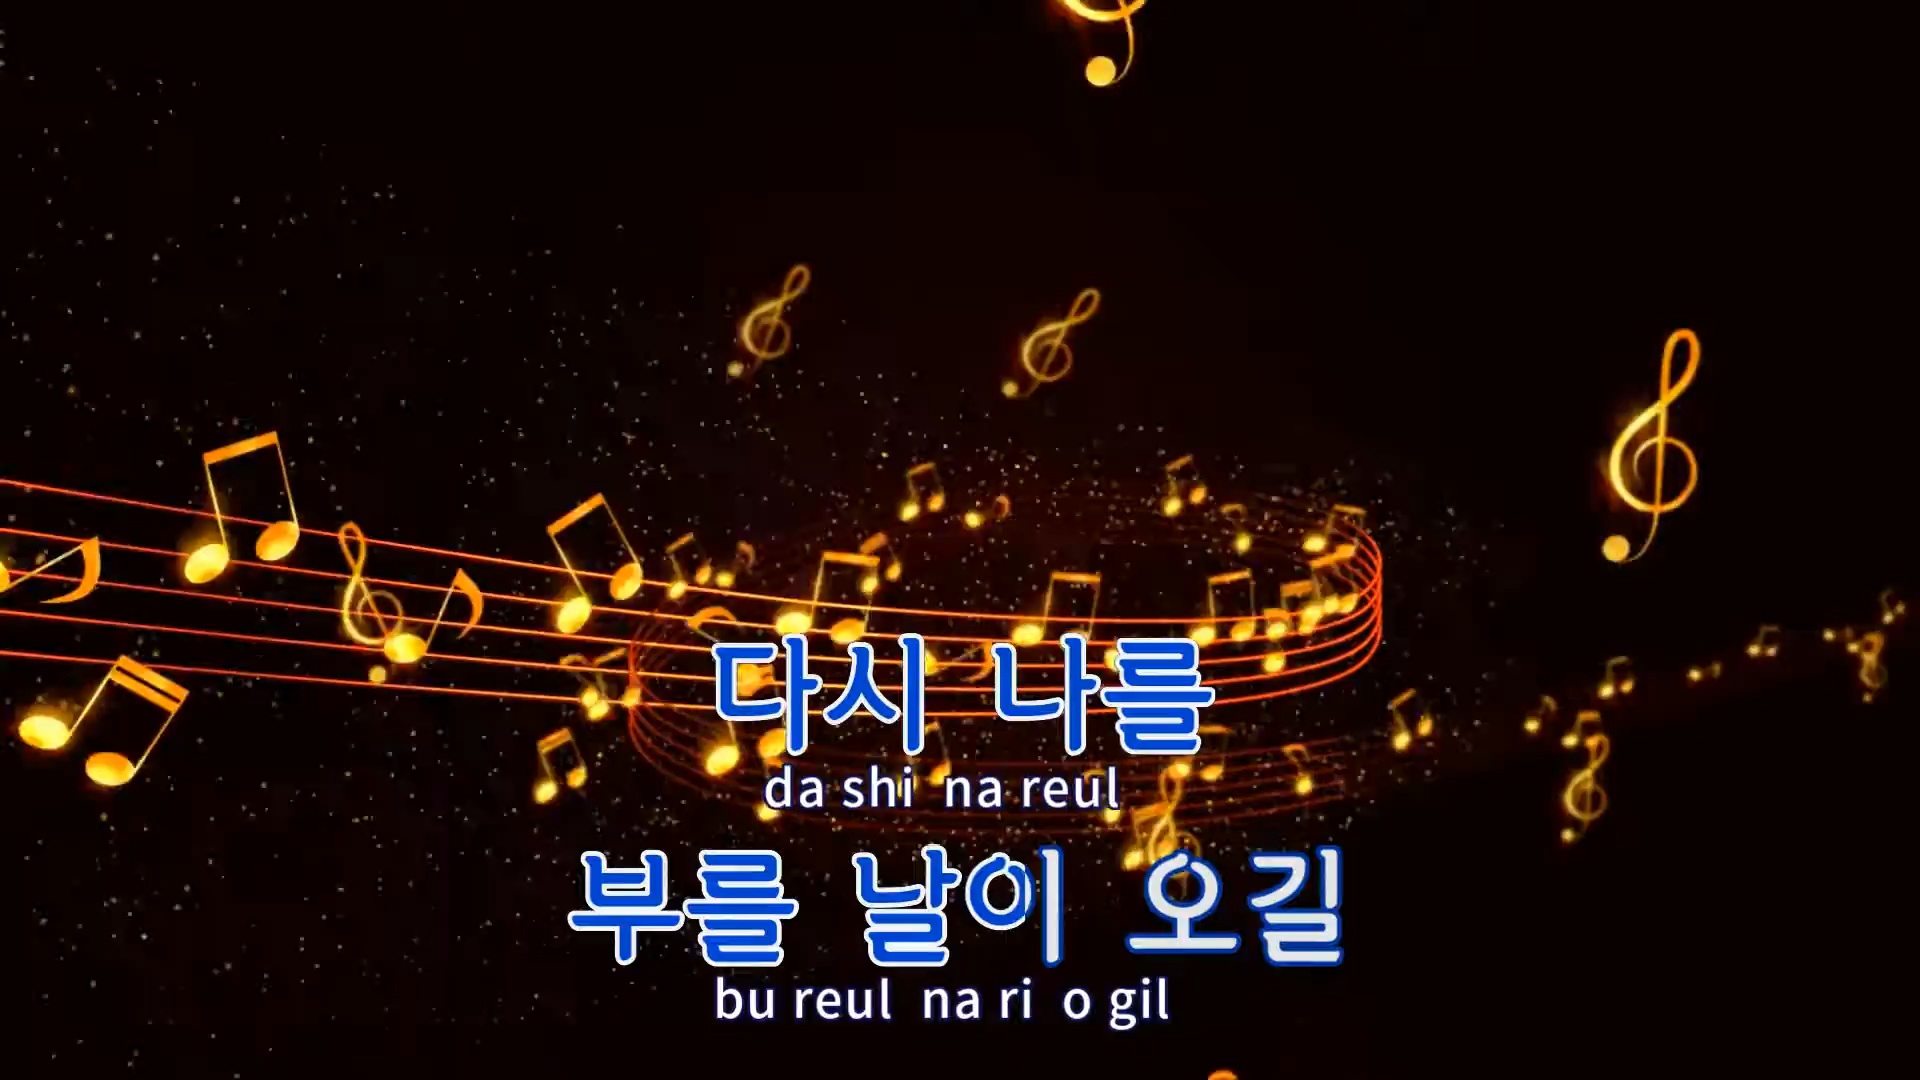 다시 나를
da shi na reul
부를 날이 오길
bu reul na ri o gil